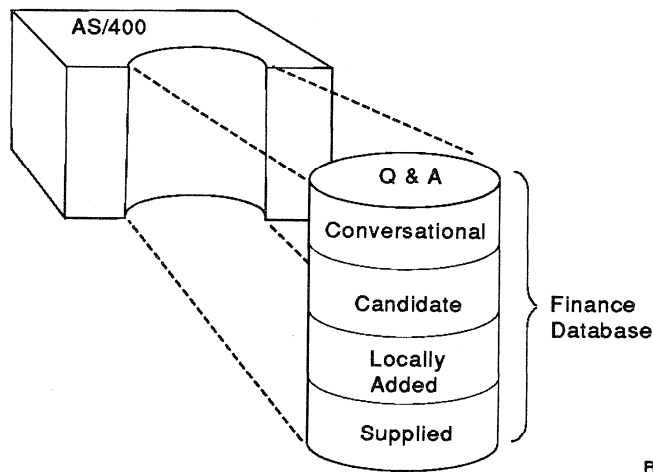 AS/400
Q & A
Conversational
Candidate
Finance
Database
Locally
Added
Supplied